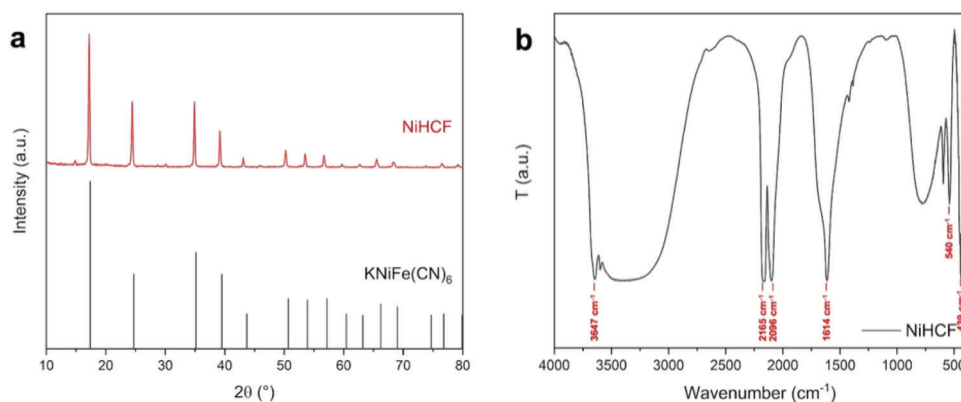 a
NiHCF
KNiFe(CN)₆
Intensity (a.u.)
10 20 30 40 50 60 70 80
2θ (°)
b
T (a.u.)
3647 cm⁻¹
2165 cm⁻¹
2096 cm⁻¹
1614 cm⁻¹
540 cm⁻¹
NiHCF
4000 3500 3000 2500 2000 1500 1000 500
Wavenumber (cm⁻¹)